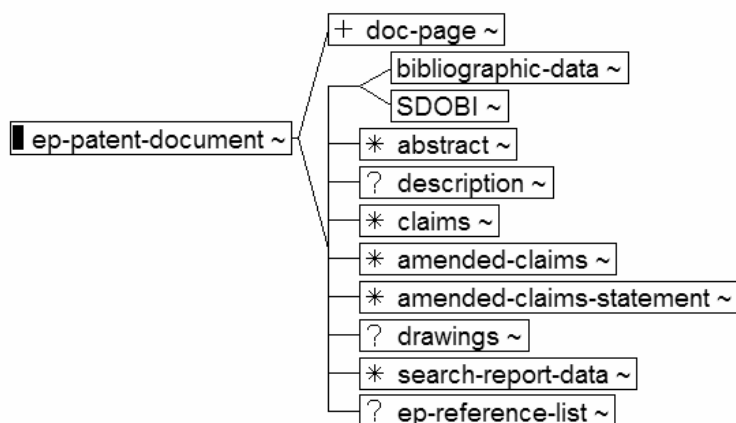 + doc-page ~
bibliographic-data ~
SDOBI ~
ep-patent-document ~
* abstract ~
? description ~
* claims ~
* amended-claims ~
* amended-claims-statement ~
? drawings ~
* search-report-data ~
? ep-reference-list ~